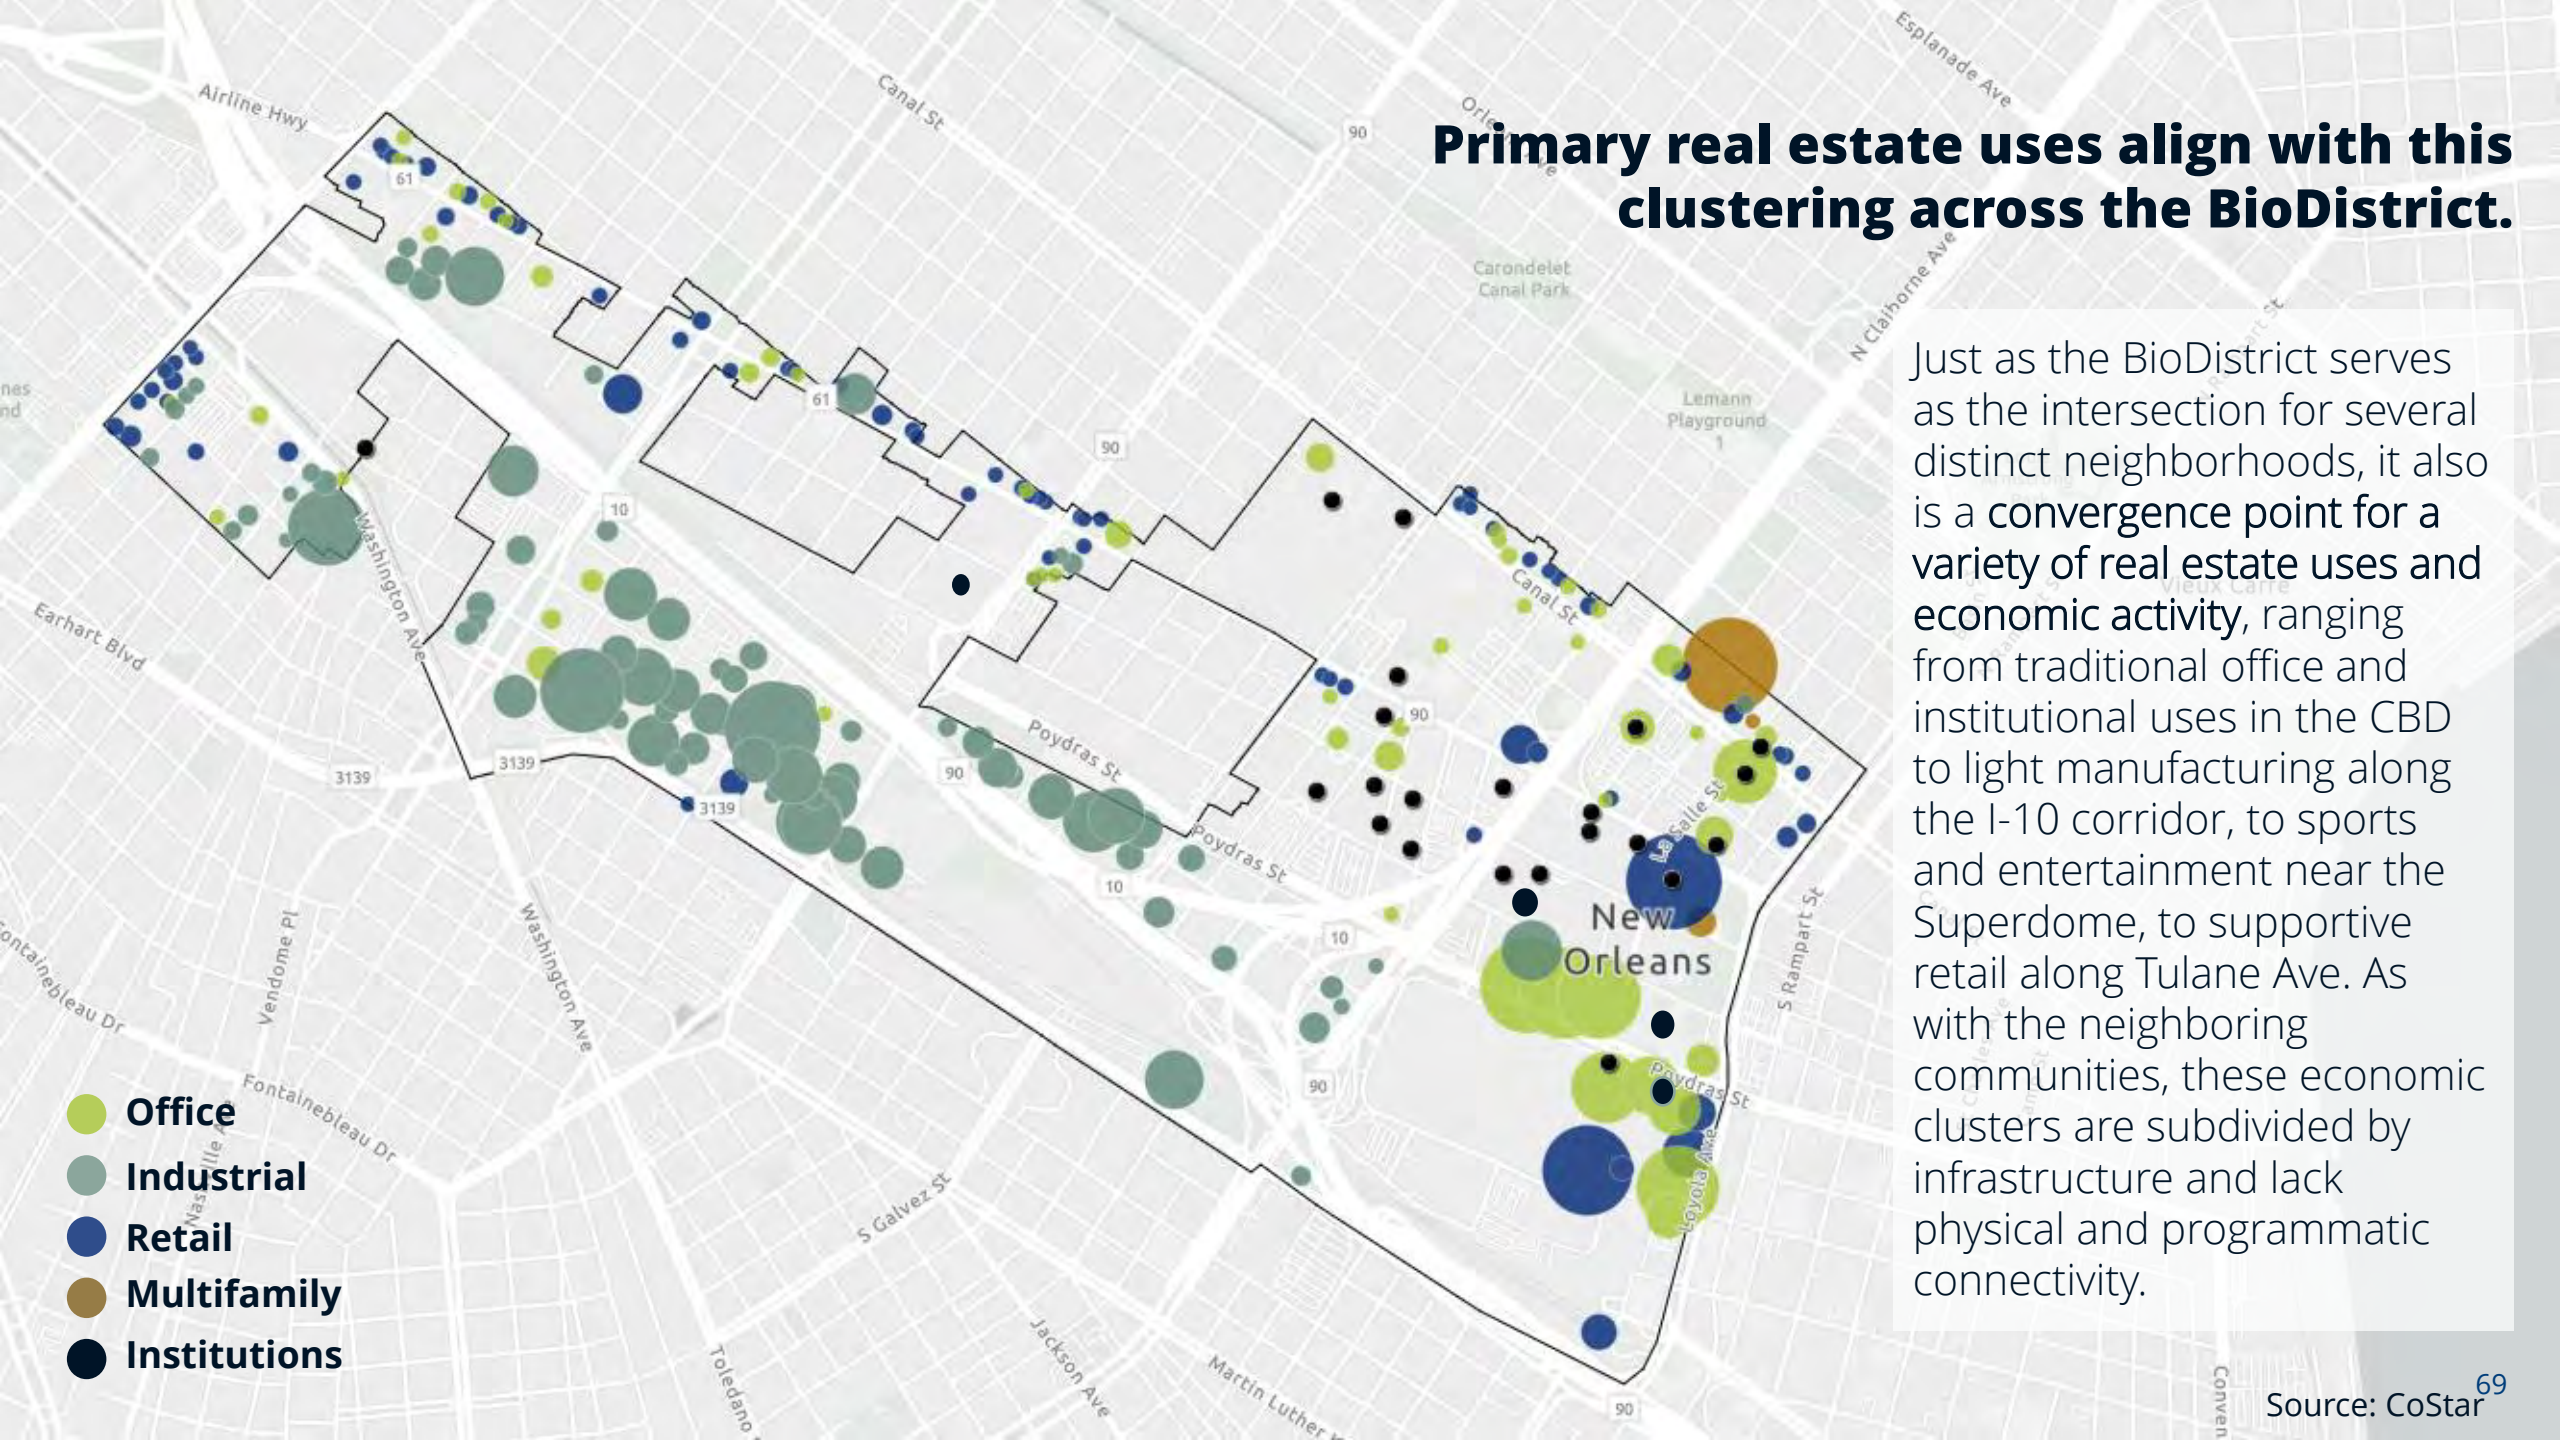 Primary real estate uses align with this
clustering across the BioDistrict.
Just as the BioDistrict serves
as the intersection for several
distinct neighborhoods, it also
is a convergence point for a
variety of real estate uses and
economic activity, ranging
from traditional office and
institutional uses in the CBD
to light manufacturing along
the I-10 corridor, to sports
and entertainment near the
Superdome, to supportive
retail along Tulane Ave. As
with the neighboring
communities, these economic
clusters are subdivided by
infrastructure and lack
physical and programmatic
connectivity.
Airline Hwy
Canal St
Esplanade Ave
90
61
Carondelet
Canal Park
N Claiborne Ave
Lemann
Playground
1
61
90
10
Washington Ave
Earhart Blvd
Canal St
Vieux Carre
3139
3139
3139
90
Poydras St
90
Poydras St
10
La Salle St
10
New
Orleans
S Rampart St
90
Poydras St
Loyola Ave
Vendome Pl
Washington Ave
Fontainebleau Dr
S Galvez St
Jackson Ave
Martin Luther
Toledano
90
Conven
Office
Industrial
Retail
Multifamily
Institutions
69
Source: CoStar